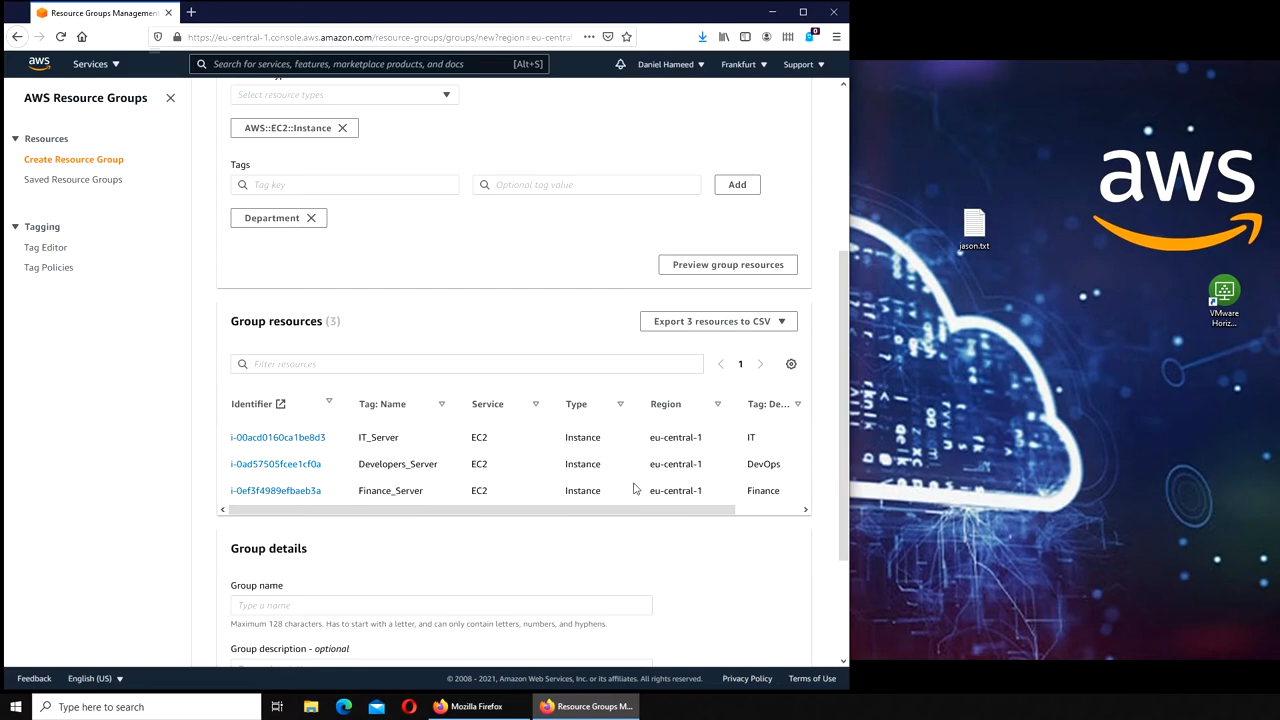 Resource Groups Management
https://eu-central-1.console.aws.amazon.com/resource-groups/groups/new?region=eu-centra
0
aws
Services
Search for services, features, marketplace products, and docs
[Alt+S]
Daniel Hameed
Frankfurt
Support
AWS Resource Groups
Resources
Create Resource Group
Saved Resource Groups
Tagging
Tag Editor
Tag Policies
Select resource types
AWS::EC2::Instance
Tags
Tag key
Optional tag value
Add
Department
Preview group resources
Group resources (3)
Export 3 resources to CSV
Filter resources
1
Identifier Tag: Name Service Type Region Tag: De...
i-00acd0160ca1be8d3 IT_Server EC2 Instance eu-central-1 IT
i-0ad57505fcee1cf0a Developers_Server EC2 Instance eu-central-1 DevOps
i-0ef3f4989efbaeb3a Finance_Server EC2 Instance eu-central-1 Finance
Group details
Group name
Type a name
Maximum 128 characters. Has to start with a letter, and can only contain letters, numbers, and hyphens.
Group description - optional
Feedback
English (US)
© 2008 - 2021, Amazon Web Services, Inc. or its affiliates. All rights reserved.
Privacy Policy
Terms of Use
aws
jason.txt
VMware
Horiz...
Type here to search
Mozilla Firefox
Resource Groups M...